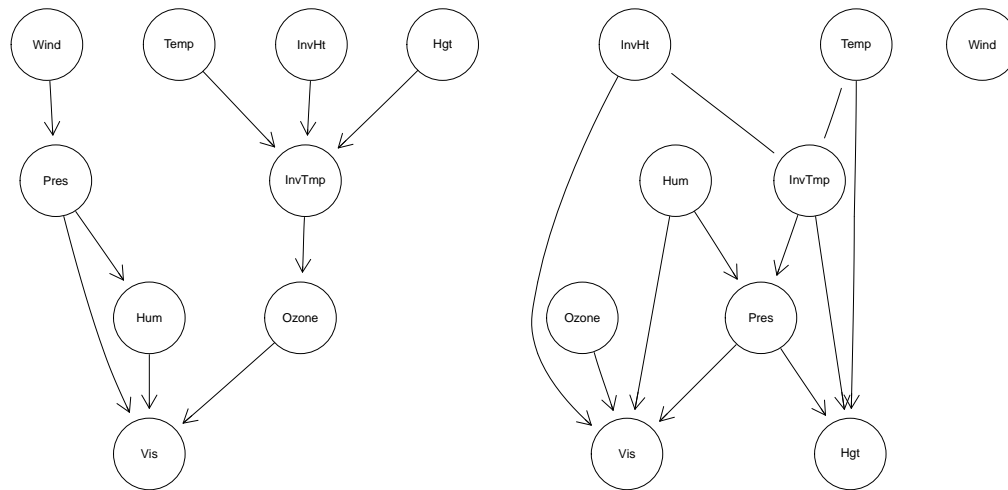 Wind
Temp
InvHt
Hgt
Pres
InvTmp
Hum
Ozone
Vis
InvHt
Temp
Wind
Hum
InvTmp
Ozone
Pres
Vis
Hgt